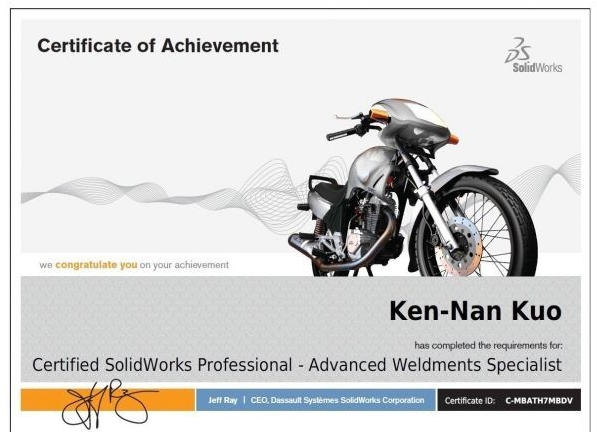 Certificate of Achievement
SolidWorks
we congratulate you on your achievement
Ken-Nan Kuo
has completed the requirements for:
Certified SolidWorks Professional - Advanced Weldments Specialist
Jeff Ray | CEO, Dassault Systèmes SolidWorks Corporation
Certificate ID: C-MBATH7MBDV